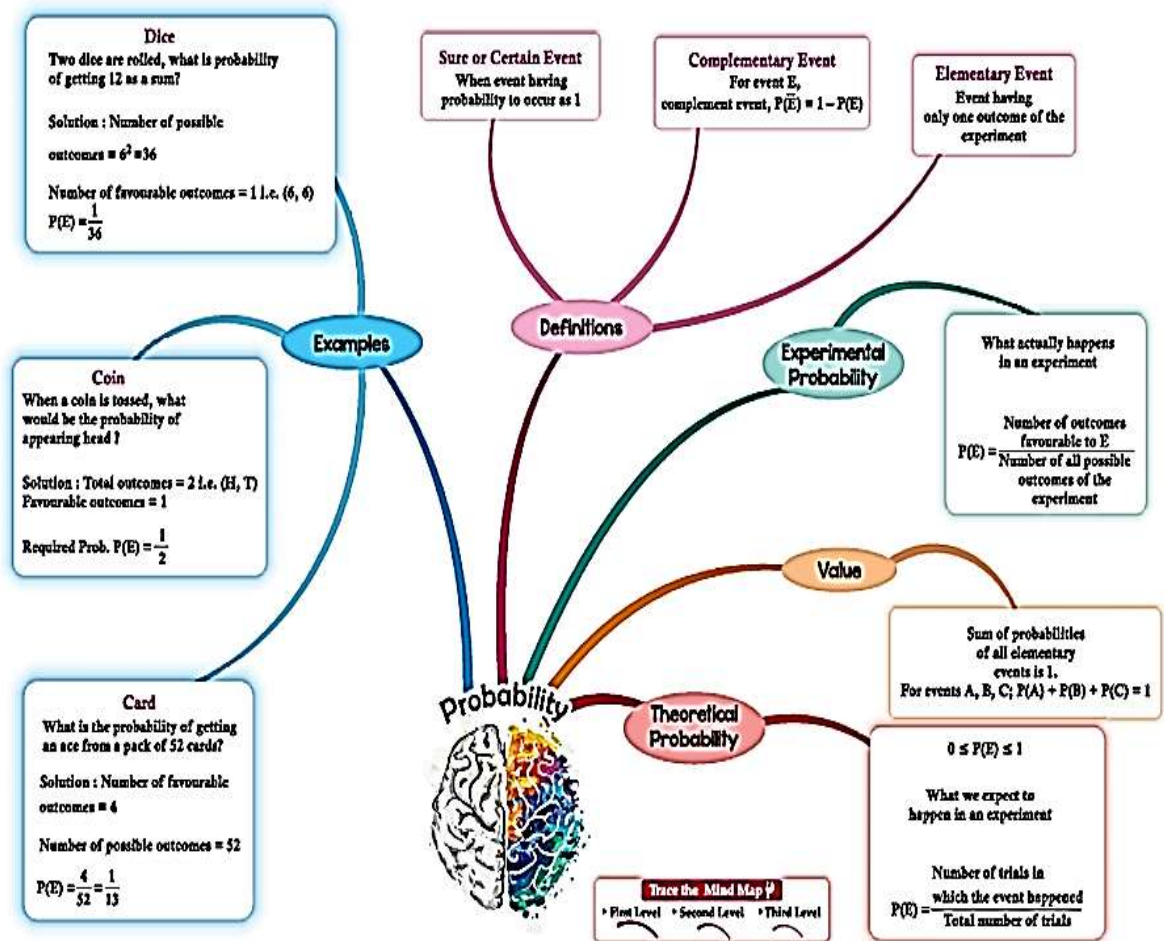 Dice
Two dice are rolled, what is probability
of getting 12 as a sum?
Solution : Number of possible
outcomes = 6² = 36
Number of favourable outcomes = 1 i.e. (6, 6)
P(E) = 1/36
Coin
When a coin is tossed, what
would be the probability of
appearing head ?
Solution : Total outcomes = 2 i.e. (H, T)
Favourable outcomes = 1
Required Prob. P(E) = 1/2
Card
What is the probability of getting
an ace from a pack of 52 cards?
Solution : Number of favourable
outcomes = 4
Number of possible outcomes = 52
P(E) = 4/52 = 1/13
Examples
Sure or Certain Event
When event having
probability to occur as 1
Complementary Event
For event E,
complement event, P(E̅) = 1 – P(E)
Elementary Event
Event having
only one outcome of the
experiment
Definitions
Experimental
Probability
What actually happens
in an experiment
P(E) = Number of outcomes
favourable to E
Number of all possible
outcomes of the
experiment
Value
Sum of probabilities
of all elementary
events is 1.
For events A, B, C; P(A) + P(B) + P(C) = 1
Probability
Theoretical
Probability
0 ≤ P(E) ≤ 1
What we expect to
happen in an experiment
P(E) = Number of trials in
which the event happened
Total number of trials
Trace the Mind Map
• First Level • Second Level • Third Level